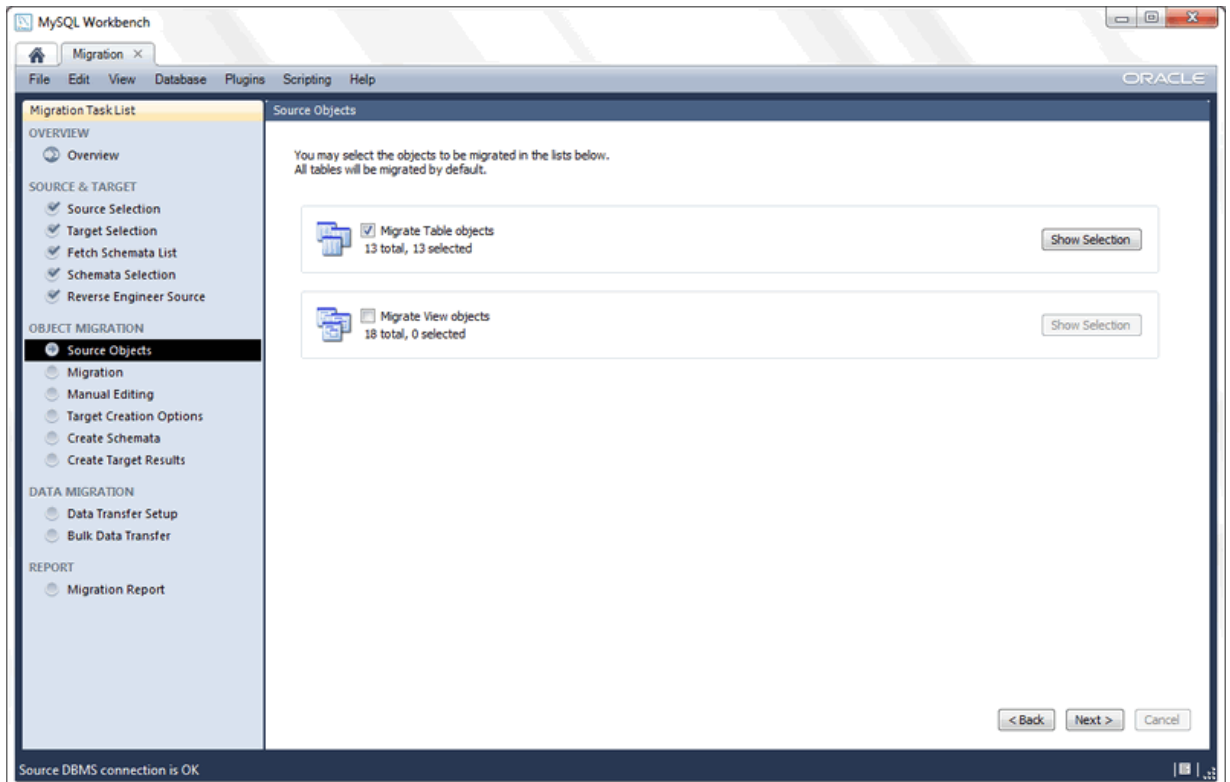 MySQL Workbench
Migration
File Edit View Database Plugins Scripting Help
ORACLE
Migration Task List
OVERVIEW
Overview
SOURCE & TARGET
Source Selection
Target Selection
Fetch Schemata List
Schemata Selection
Reverse Engineer Source
OBJECT MIGRATION
Source Objects
Migration
Manual Editing
Target Creation Options
Create Schemata
Create Target Results
DATA MIGRATION
Data Transfer Setup
Bulk Data Transfer
REPORT
Migration Report
Source Objects
You may select the objects to be migrated in the lists below.
All tables will be migrated by default.
Migrate Table objects
13 total, 13 selected
Show Selection
Migrate View objects
18 total, 0 selected
Show Selection
< Back Next > Cancel
Source DBMS connection is OK